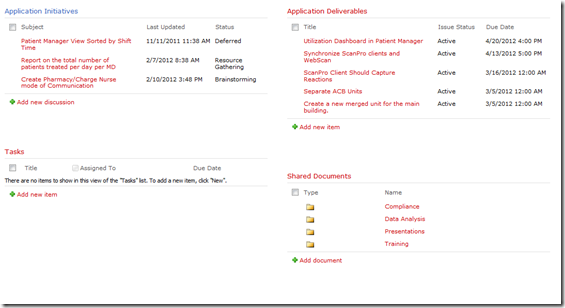 Application Initiatives
Subject Last Updated Status
Patient Manager View Sorted by Shift 11/11/2011 11:38 AM Deferred
Time
Report on the total number of 2/7/2012 8:38 AM Resource
patients treated per day per MD Gathering
Create Pharmacy/Charge Nurse 2/10/2012 3:48 PM Brainstorming
mode of Communication
Add new discussion
Tasks
Title Assigned To Due Date
There are no items to show in this view of the "Tasks" list. To add a new item, click "New".
Add new item
Application Deliverables
Title Issue Status Due Date
Utilization Dashboard in Patient Manager Active 4/20/2012 4:00 PM
Synchronize ScanPro clients and Active 4/13/2012 5:00 PM
WebScan
ScanPro Client Should Capture Active 3/16/2012 12:00 AM
Reactions
Separate ACB Units Active 3/5/2012 12:00 AM
Create a new merged unit for the main Active 3/5/2012 12:00 AM
building.
Add new item
Shared Documents
Type Name
Compliance
Data Analysis
Presentations
Training
Add document